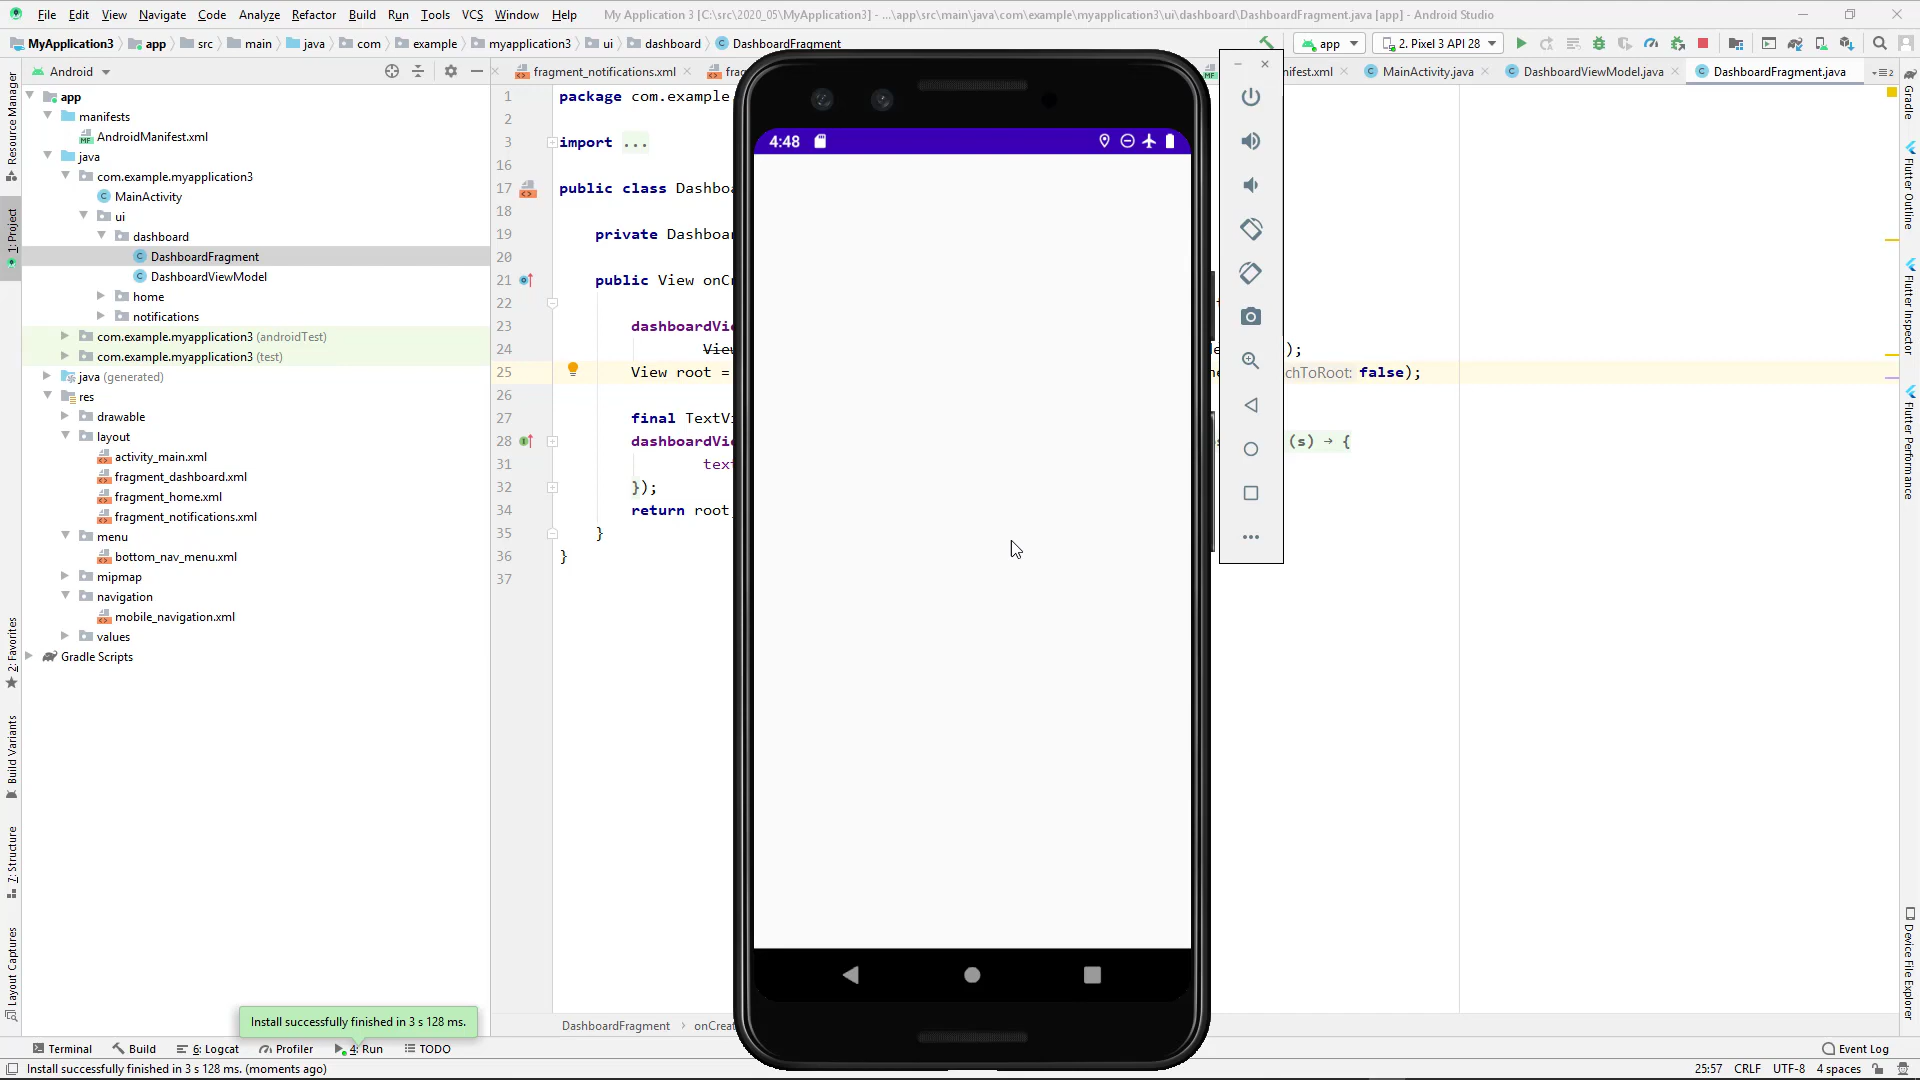 File Edit View Navigate Code Analyze Refactor Build Run Tools VCS Window Help My Application 3 [C:\src\2020_05\MyApplication3] - ...\app\src\main\java\com\example\myapplication3\ui\dashboard\DashboardFragment.java [app] - Android Studio
MyApplication3 app src main java com example myapplication3 ui dashboard DashboardFragment app 2. Pixel 3 API 28
Android fragment_notifications.xml MainActivity.java DashboardViewModel.java DashboardFragment.java
app
manifests
AndroidManifest.xml
java
com.example.myapplication3
MainActivity
ui
dashboard
DashboardFragment
DashboardViewModel
home
notifications
com.example.myapplication3 (androidTest)
com.example.myapplication3 (test)
java (generated)
res
drawable
layout
activity_main.xml
fragment_dashboard.xml
fragment_home.xml
fragment_notifications.xml
menu
bottom_nav_menu.xml
mipmap
navigation
mobile_navigation.xml
values
Gradle Scripts
Resource Manager
1: Project
2: Favorites
Build Variants
7: Structure
Layout Captures
1 package com.example
2
3 import ...
16
17 public class Dashbo
18
19 private Dashboa
20
21 public View onC
22
23 dashboardVi
24 View );
25 View root = chToRoot: false);
26
27 final TextV
28 dashboardVi (s) → {
31 tex
32 });
34 return root
35 }
36 }
37
4:48
Gradle
Flutter Outline
Flutter Inspector
Flutter Performance
Device File Explorer
DashboardFragment › onCrea
Install successfully finished in 3 s 128 ms.
Terminal Build 6: Logcat Profiler 4: Run TODO Event Log
Install successfully finished in 3 s 128 ms. (moments ago) 25:57 CRLF UTF-8 4 spaces